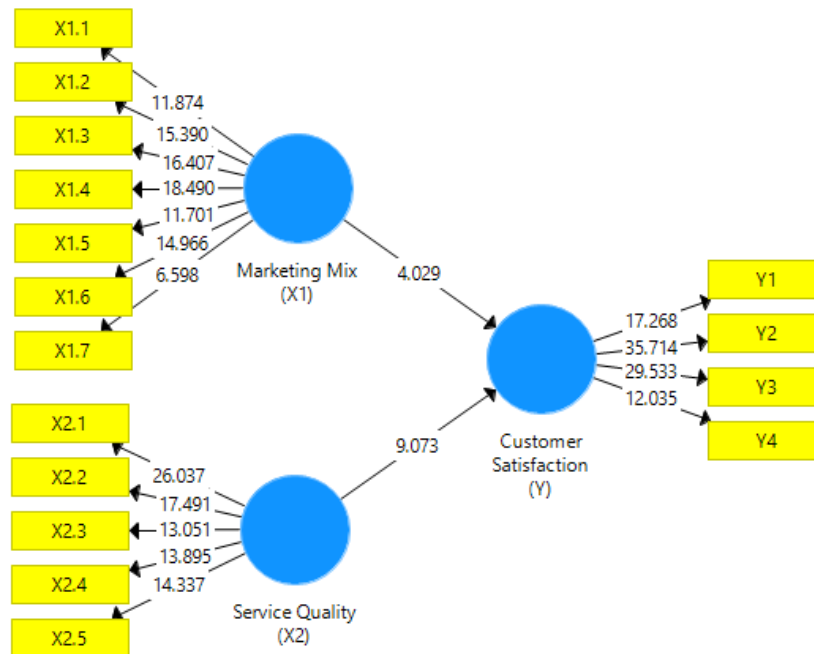 X1.1
X1.2
X1.3
X1.4
X1.5
X1.6
X1.7
11.874
15.390
16.407
18.490
11.701
14.966
6.598
Marketing Mix
(X1)
4.029
X2.1
X2.2
X2.3
X2.4
X2.5
26.037
17.491
13.051
13.895
14.337
Service Quality
(X2)
9.073
Customer
Satisfaction
(Y)
17.268
35.714
29.533
12.035
Y1
Y2
Y3
Y4